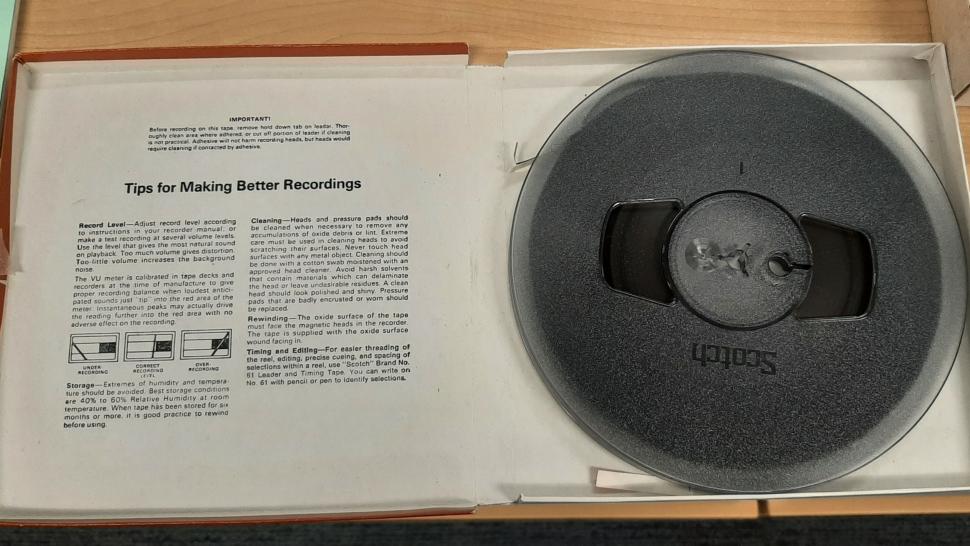 IMPORTANT!
Before recording on this tape, remove hold down tab on leader. Thor-
oughly clean area where adhered, or cut off portion of leader if cleaning
is not practical. Adhesive will not harm recording heads, but heads would
require cleaning if contacted by adhesive.
Tips for Making Better Recordings
Record Level—Adjust record level according
to instructions in your recorder manual; or
make a test recording at several volume levels.
Use the level that gives the most natural sound
on playback. Too much volume gives distortion.
Too little volume increases the background
noise.
The VU meter is calibrated in tape decks and
recorders at the time of manufacture to give
proper recording balance when loudest antici-
pated sounds just "tip" into the red area of the
meter. Instantaneous peaks may actually drive
the reading further into the red area with no
adverse effect on the recording.
UNDER
RECORDING
CORRECT
RECORDING
LEVEL
OVER
RECORDING
Storage—Extremes of humidity and tempera-
ture should be avoided. Best storage conditions
are 40% to 60% Relative Humidity at room
temperature. When tape has been stored for six
months or more, it is good practice to rewind
before using.
Cleaning—Heads and pressure pads should
be cleaned when necessary to remove any
accumulations of oxide debris or lint. Extreme
care must be used in cleaning heads to avoid
scratching their surfaces. Never touch head
surfaces with any metal object. Cleaning should
be done with a cotton swab moistened with an
approved head cleaner. Avoid harsh solvents
that contain materials which can delaminate
the head or leave undesirable residues. A clean
head should look polished and shiny. Pressure
pads that are badly encrusted or worn should
be replaced.
Rewinding—The oxide surface of the tape
must face the magnetic heads in the recorder.
The tape is supplied with the oxide surface
wound facing in.
Timing and Editing—For easier threading of
the reel, editing, precise cueing, and spacing of
selections within a reel, use "Scotch" Brand No.
61 Leader and Timing Tape. You can write on
No. 61 with pencil or pen to identify selections.
1
Scotch